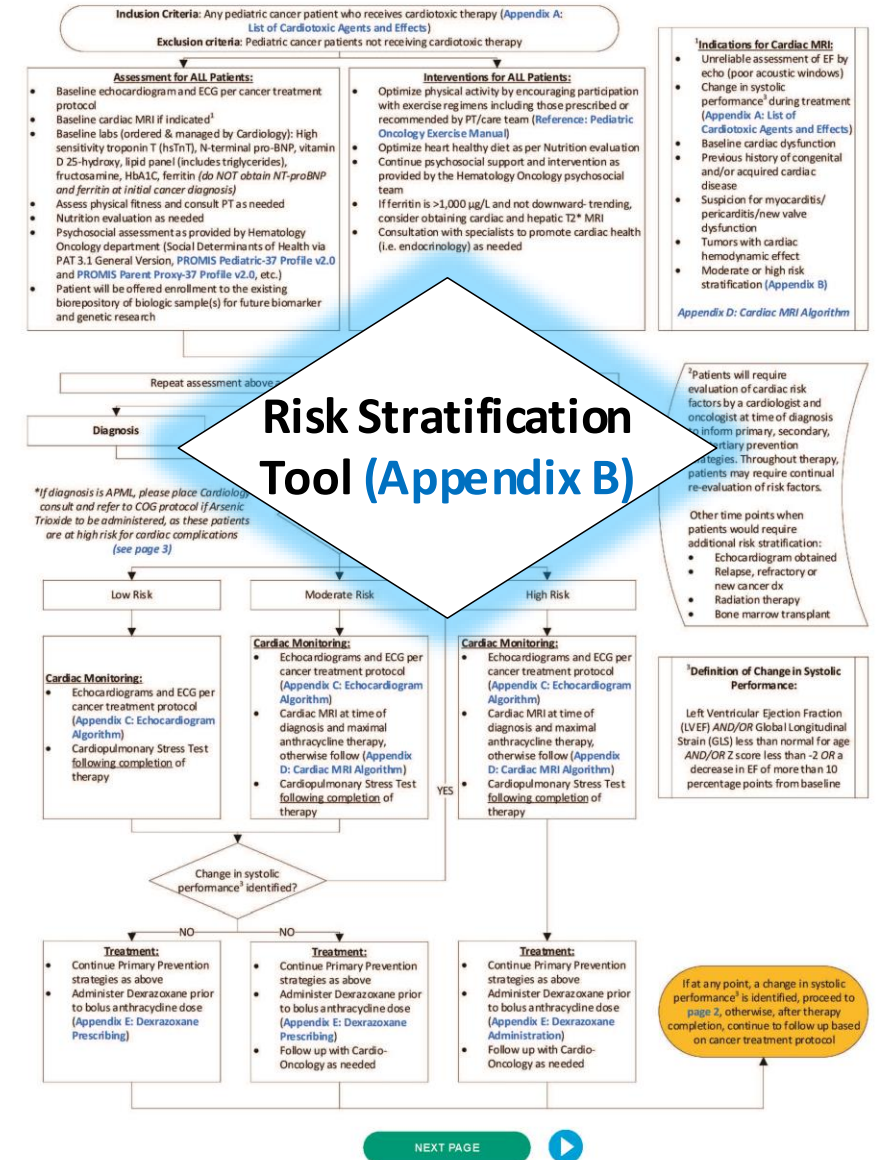 Inclusion Criteria: Any pediatric cancer patient who receives cardiotoxic therapy (Appendix A:
List of Cardiotoxic Agents and Effects)
Exclusion criteria: Pediatric cancer patients not receiving cardiotoxic therapy
Assessment for ALL Patients:
• Baseline echocardiogram and ECG per cancer treatment
protocol
• Baseline cardiac MRI if indicated¹
• Baseline labs (ordered & managed by Cardiology): High
sensitivity troponin T (hsTnT), N-terminal pro-BNP, vitamin
D 25-hydroxy, lipid panel (includes triglycerides),
fructosamine, HbA1C, ferritin (do NOT obtain NT-proBNP
and ferritin at initial cancer diagnosis)
• Assess physical fitness and consult PT as needed
• Nutrition evaluation as needed
• Psychosocial assessment as provided by Hematology
Oncology department (Social Determinants of Health via
PAT 3.1 General Version, PROMIS Pediatric-37 Profile v2.0
and PROMIS Parent Proxy-37 Profile v2.0, etc.)
• Patient will be offered enrollment to the existing
biorepository of biologic sample(s) for future biomarker
and genetic research
Interventions for ALL Patients:
• Optimize physical activity by encouraging participation
with exercise regimens including those prescribed or
recommended by PT/care team (Reference: Pediatric
Oncology Exercise Manual)
• Optimize heart healthy diet as per Nutrition evaluation
• Continue psychosocial support and intervention as
provided by the Hematology Oncology psychosocial
team
• If ferritin is >1,000 µg/L and not downward- trending,
consider obtaining cardiac and hepatic T2* MRI
• Consultation with specialists to promote cardiac health
(i.e. endocrinology) as needed
¹Indications for Cardiac MRI:
• Unreliable assessment of EF by
echo (poor acoustic windows)
• Change in systolic
performance³ during treatment
(Appendix A: List of
Cardiotoxic Agents and Effects)
• Baseline cardiac dysfunction
• Previous history of congenital
and/or acquired cardiac
disease
• Suspicion for myocarditis/
pericarditis/new valve
dysfunction
• Tumors with cardiac
hemodynamic effect
• Moderate or high risk
stratification (Appendix B)
Appendix D: Cardiac MRI Algorithm
Repeat assessment above
Diagnosis
Risk Stratification
Tool (Appendix B)
²Patients will require
evaluation of cardiac risk
factors by a cardiologist and
oncologist at time of diagnosis
to inform primary, secondary,
tertiary prevention
strategies. Throughout therapy,
patients may require continual
re-evaluation of risk factors.
Other time points when
patients would require
additional risk stratification:
• Echocardiogram obtained
• Relapse, refractory or
new cancer dx
• Radiation therapy
• Bone marrow transplant
*If diagnosis is APML, please place Cardiology
consult and refer to COG protocol if Arsenic
Trioxide to be administered, as these patients
are at high risk for cardiac complications
(see page 3)
Low Risk
Moderate Risk
High Risk
Cardiac Monitoring:
• Echocardiograms and ECG per
cancer treatment protocol
(Appendix C: Echocardiogram
Algorithm)
• Cardiopulmonary Stress Test
following completion of
therapy
Cardiac Monitoring:
• Echocardiograms and ECG per
cancer treatment protocol
(Appendix C: Echocardiogram
Algorithm)
• Cardiac MRI at time of
diagnosis and maximal
anthracycline therapy,
otherwise follow (Appendix
D: Cardiac MRI Algorithm)
• Cardiopulmonary Stress Test
following completion of
therapy
YES
Cardiac Monitoring:
• Echocardiograms and ECG per
cancer treatment protocol
(Appendix C: Echocardiogram
Algorithm)
• Cardiac MRI at time of
diagnosis and maximal
anthracycline therapy,
otherwise follow (Appendix
D: Cardiac MRI Algorithm)
• Cardiopulmonary Stress Test
following completion of
therapy
³Definition of Change in Systolic
Performance:
Left Ventricular Ejection Fraction
(LVEF) AND/OR Global Longitudinal
Strain (GLS) less than normal for age
AND/OR Z score less than -2 OR a
decrease in EF of more than 10
percentage points from baseline
Change in systolic
performance³ identified?
NO
NO
Treatment:
• Continue Primary Prevention
strategies as above
• Administer Dexrazoxane prior
to bolus anthracycline dose
(Appendix E: Dexrazoxane
Prescribing)
Treatment:
• Continue Primary Prevention
strategies as above
• Administer Dexrazoxane prior
to bolus anthracycline dose
(Appendix E: Dexrazoxane
Prescribing)
• Follow up with Cardio-
Oncology as needed
Treatment:
• Continue Primary Prevention
strategies as above
• Administer Dexrazoxane prior
to bolus anthracycline dose
(Appendix E: Dexrazoxane
Administration)
• Follow up with Cardio-
Oncology as needed
If at any point, a change in systolic
performance³ is identified, proceed to
page 2, otherwise, after therapy
completion, continue to follow up based
on cancer treatment protocol
NEXT PAGE